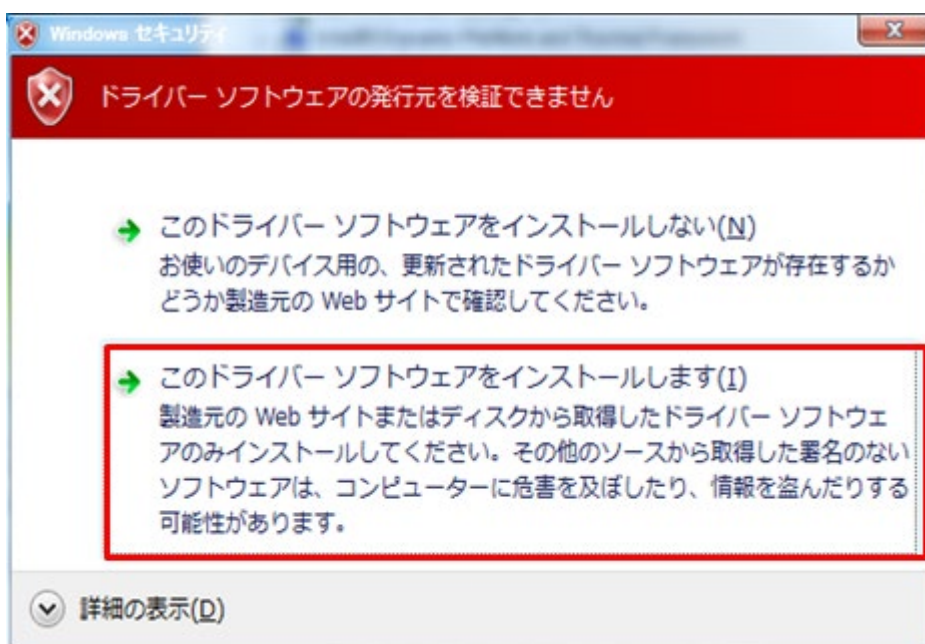 Windows セキュリティ
ドライバー ソフトウェアの発行元を検証できません
このドライバー ソフトウェアをインストールしない(N)
お使いのデバイス用の、更新されたドライバー ソフトウェアが存在するか
どうか製造元の Web サイトで確認してください。
このドライバー ソフトウェアをインストールします(I)
製造元の Web サイトまたはディスクから取得したドライバー ソフトウェ
アのみインストールしてください。その他のソースから取得した署名のない
ソフトウェアは、コンピューターに危害を及ぼしたり、情報を盗んだりする
可能性があります。
詳細の表示(D)